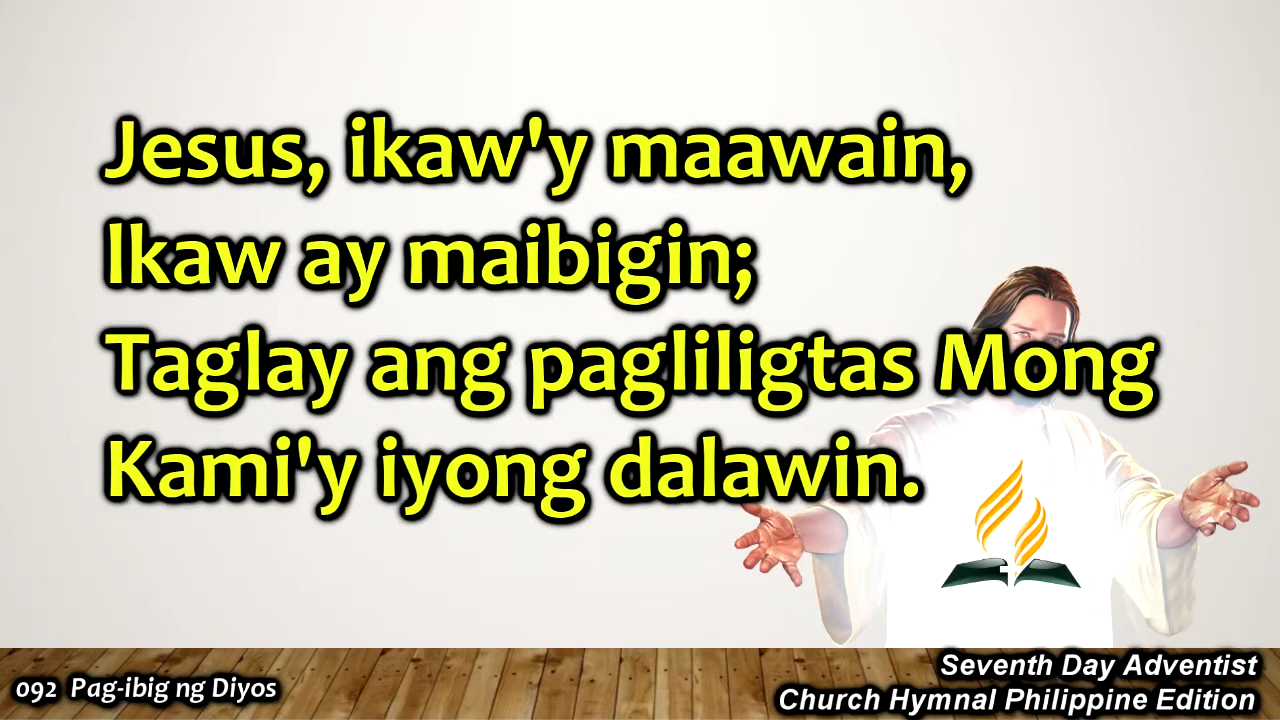 Jesus, ikaw'y maawain,
Ikaw ay maibigin;
Taglay ang pagliligtas Mong
Kami'y iyong dalawin.
092 Pag-ibig ng Diyos
Seventh Day Adventist
Church Hymnal Philippine Edition